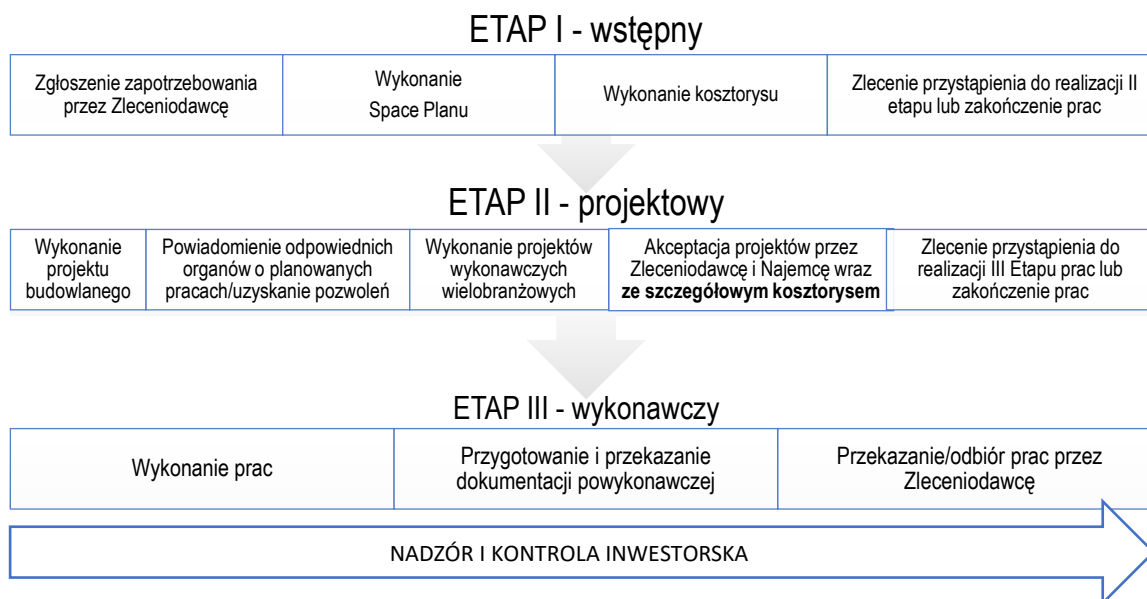 ETAP I - wstępny
Zgłoszenie zapotrzebowania
przez Zleceniodawcę
Wykonanie
Space Planu
Wykonanie kosztorysu
Zlecenie przystąpienia do realizacji II
etapu lub zakończenie prac
ETAP II - projektowy
Wykonanie
projektu
budowlanego
Powiadomienie odpowiednich
organów o planowanych
pracach/uzyskanie pozwoleń
Wykonanie projektów
wykonawczych
wielobranżowych
Akceptacja projektów przez
Zleceniodawcę i Najemcę wraz
ze szczegółowym kosztorysem
Zlecenie przystąpienia do
realizacji III Etapu prac lub
zakończenie prac
ETAP III - wykonawczy
Wykonanie prac
Przygotowanie i przekazanie
dokumentacji powykonawczej
Przekazanie/odbiór prac przez
Zleceniodawcę
NADZÓR I KONTROLA INWESTORSKA